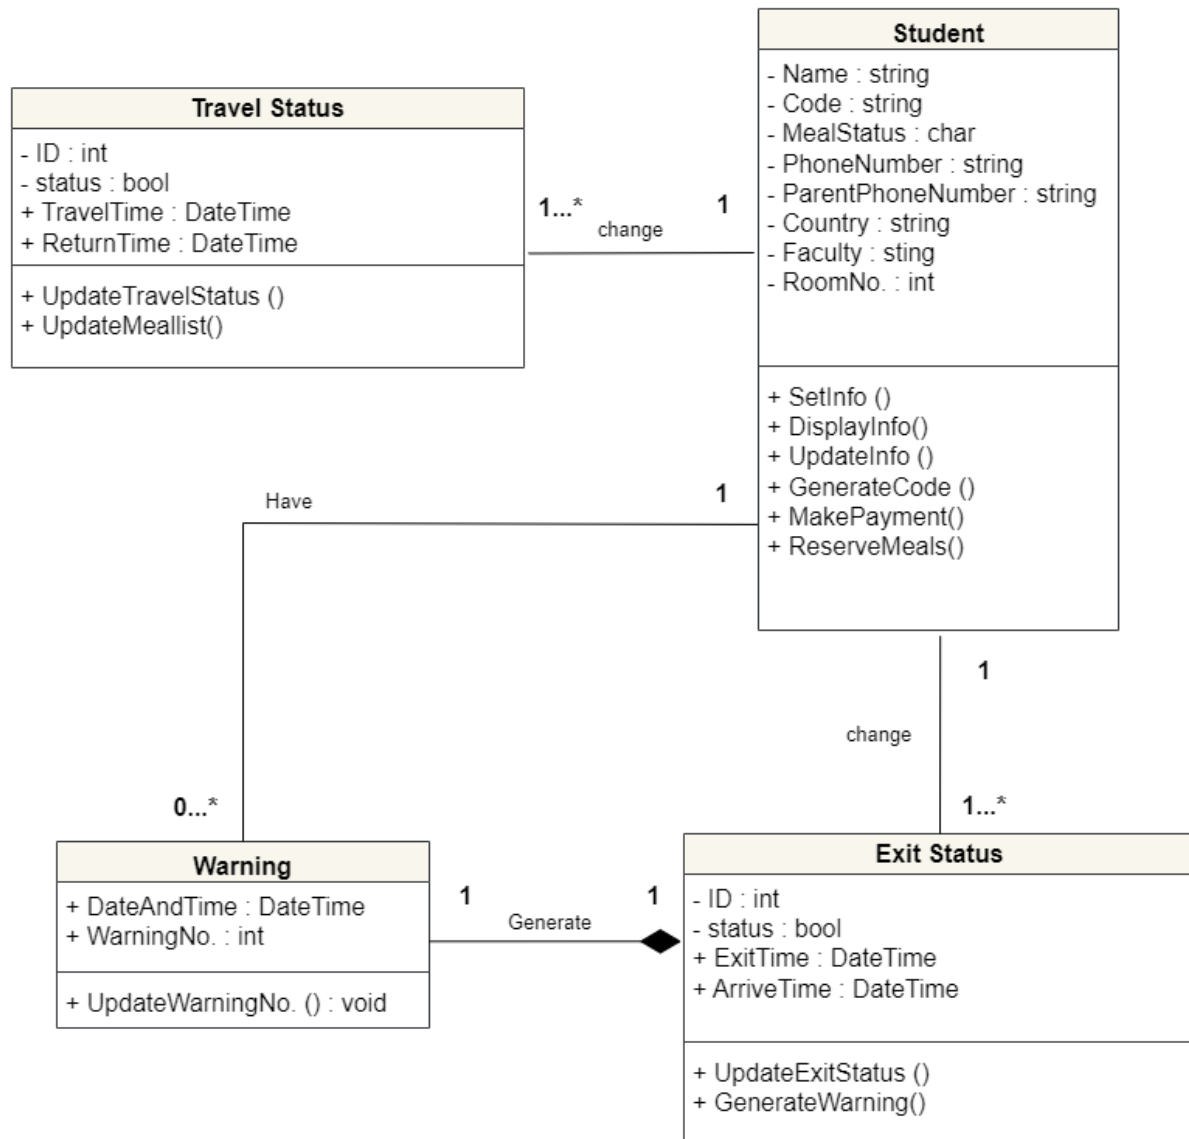 Student
- Name : string
- Code : string
- MealStatus : char
- PhoneNumber : string
- ParentPhoneNumber : string
- Country : string
- Faculty : sting
- RoomNo. : int
+ SetInfo ()
+ DisplayInfo()
+ UpdateInfo ()
+ GenerateCode ()
+ MakePayment()
+ ReserveMeals()
Travel Status
- ID : int
- status : bool
+ TravelTime : DateTime
+ ReturnTime : DateTime
+ UpdateTravelStatus ()
+ UpdateMeallist()
1...*
change
1
Have
1
0...*
1
change
1...*
Warning
+ DateAndTime : DateTime
+ WarningNo. : int
+ UpdateWarningNo. () : void
1
Generate
1
Exit Status
- ID : int
- status : bool
+ ExitTime : DateTime
+ ArriveTime : DateTime
+ UpdateExitStatus ()
+ GenerateWarning()